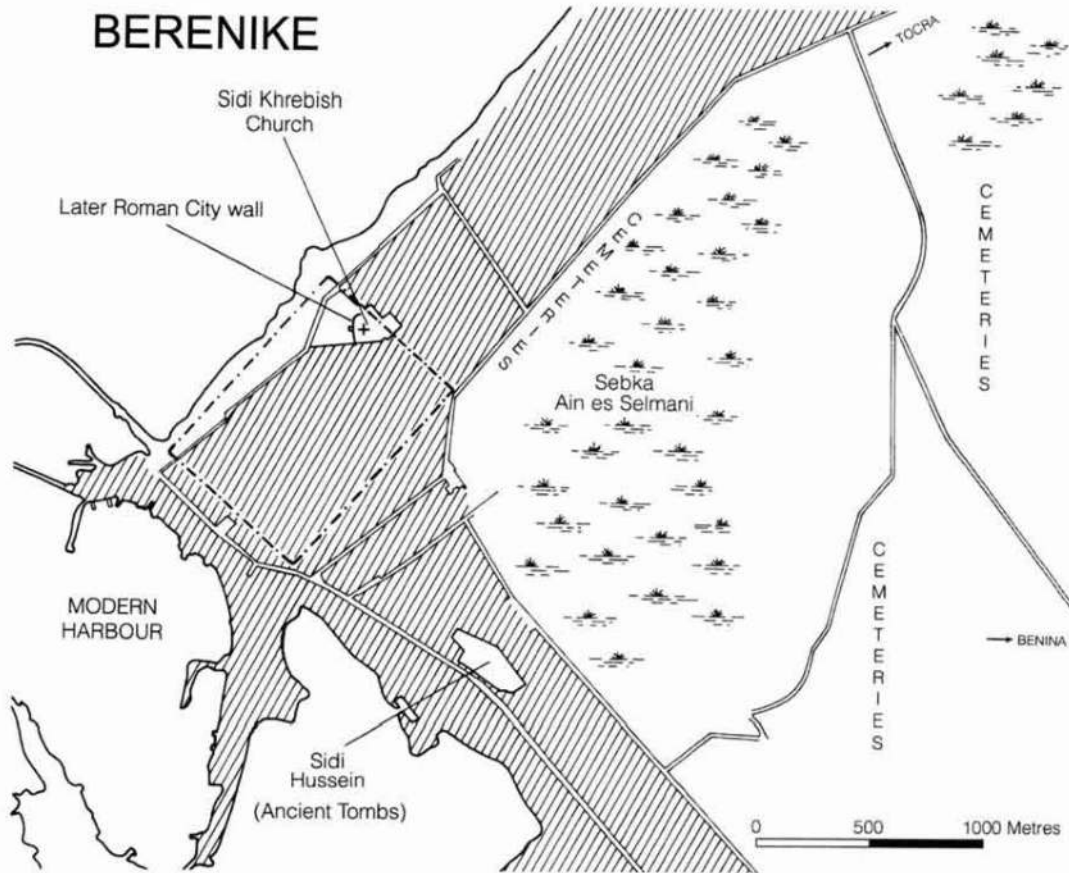 BERENIKE
Sidi Khrebish
Church
Later Roman City wall
TOCRA
CEMETERIES
CEMETERIES
Sebka
Ain es Selmani
MODERN
HARBOUR
CEMETERIES
BENINA
Sidi
Hussein
(Ancient Tombs)
0 500 1000 Metres